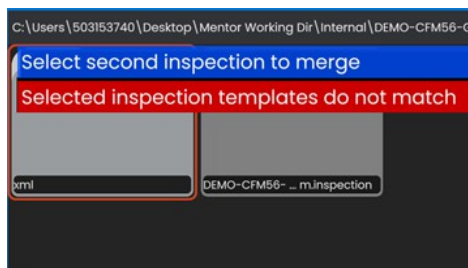 C:\Users\503153740\Desktop\Mentor Working Dir\Internal\DEMO-CFM56-
Select second inspection to merge
Selected inspection templates do not match
xml
DEMO-CFM56- ... m.inspection